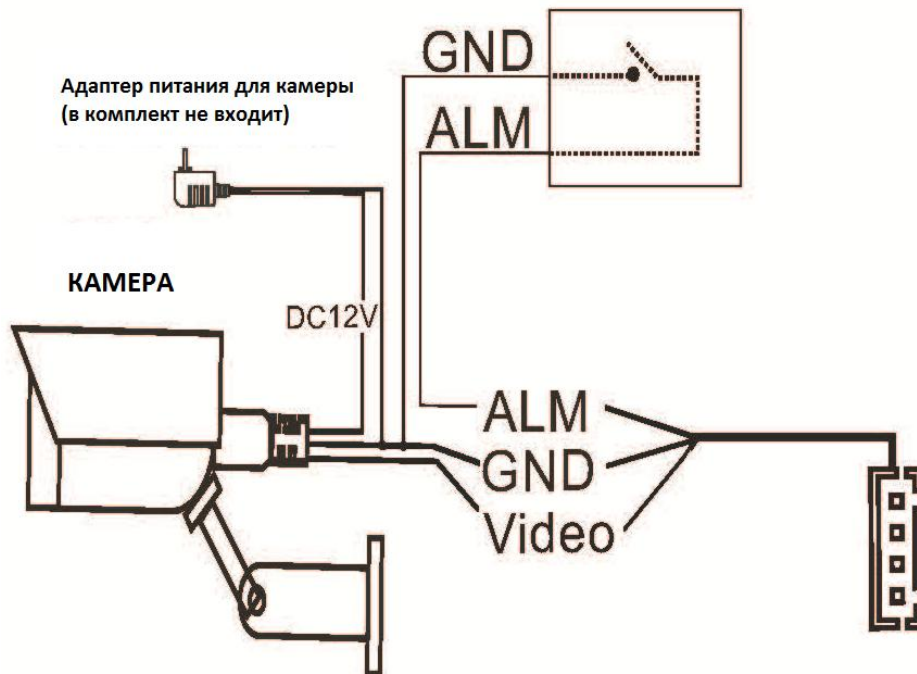 GND
Адаптер питания для камеры
(в комплект не входит)
ALM
КАМЕРА
DC12V
ALM
GND
Video